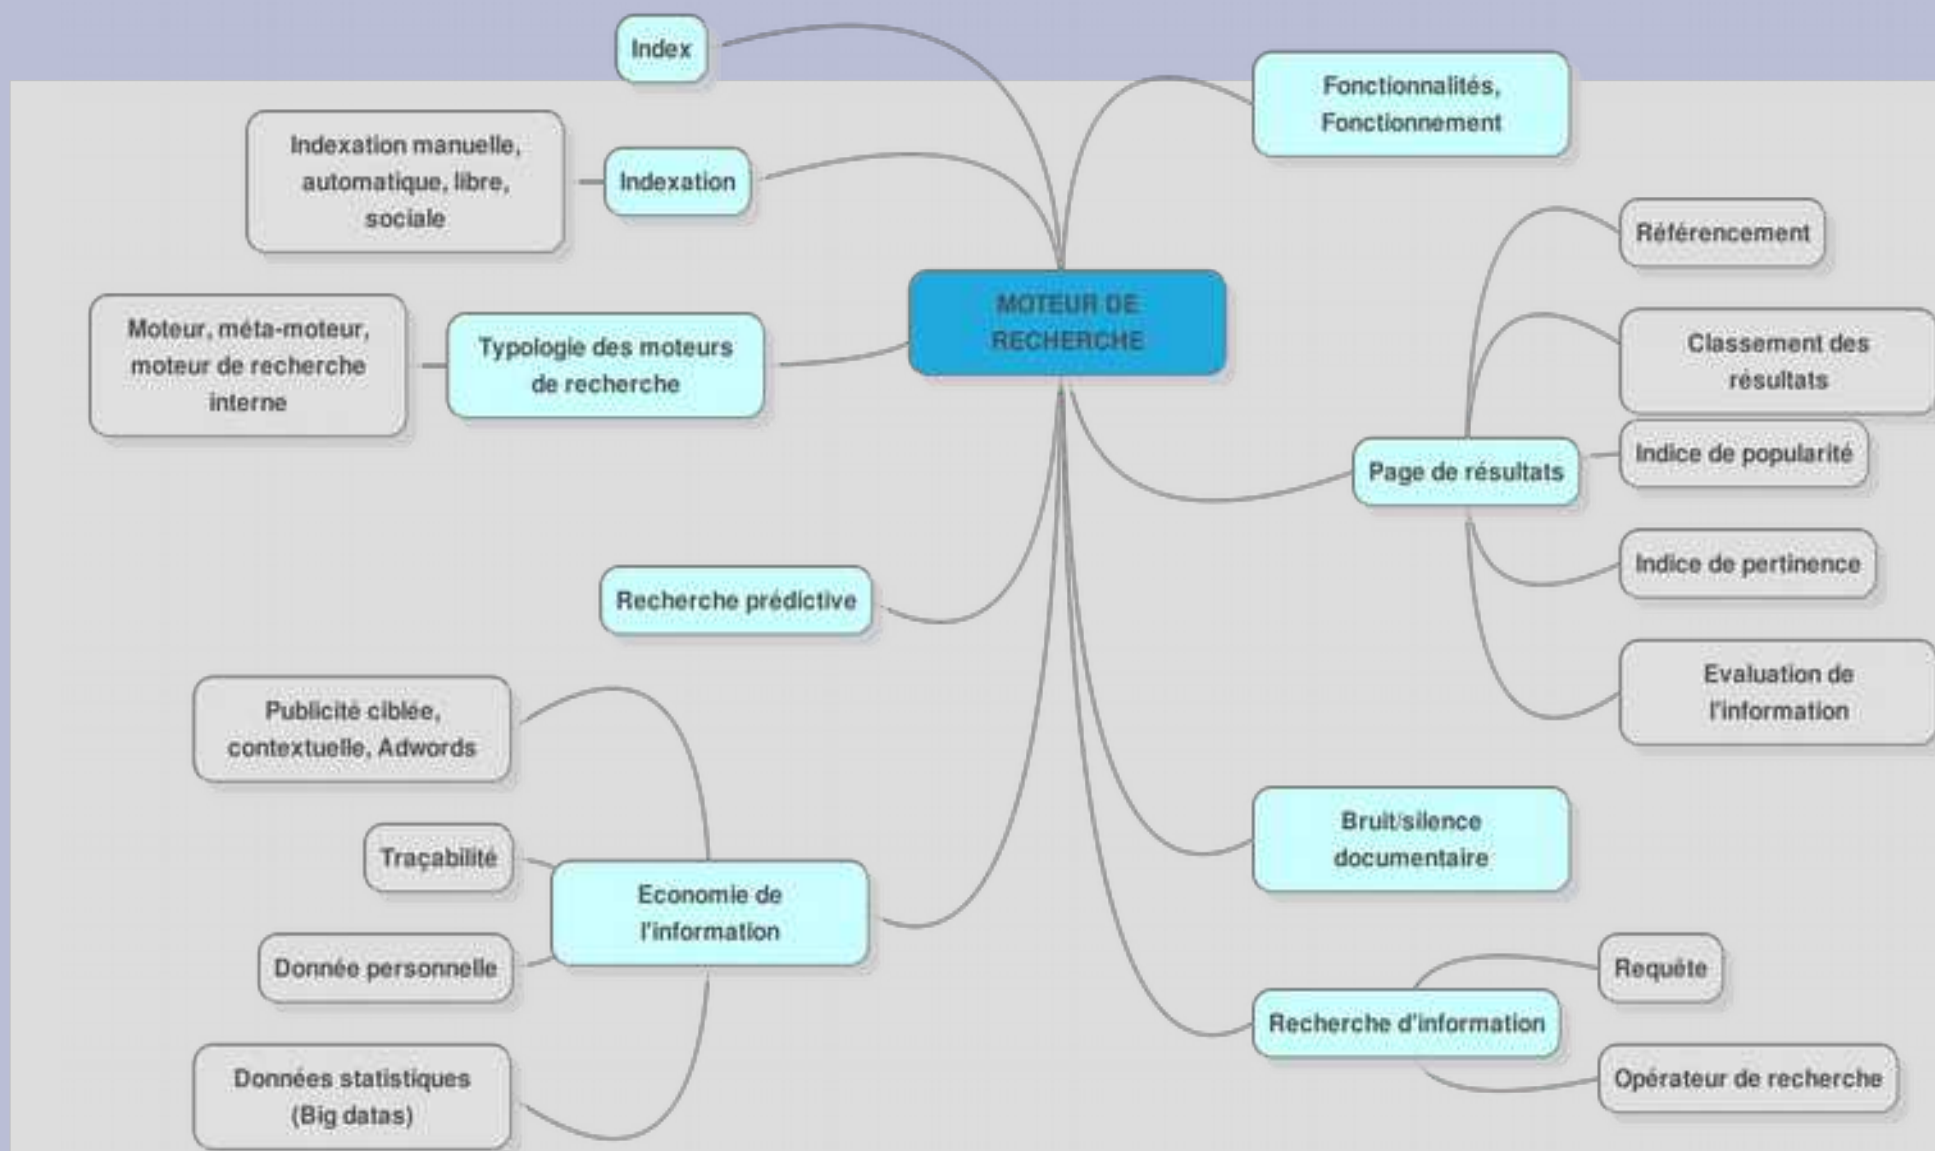 Index
Fonctionnalités,
Fonctionnement
Indexation manuelle,
automatique, libre,
sociale
Indexation
Référencement
MOTEUR DE
RECHERCHE
Moteur, méta-moteur,
moteur de recherche
interne
Typologie des moteurs
de recherche
Classement des
résultats
Page de résultats
Indice de popularité
Indice de pertinence
Recherche prédictive
Evaluation de
l'information
Publicité ciblée,
contextuelle, Adwords
Traçabilité
Economie de
l'information
Donnée personnelle
Données statistiques
(Big datas)
Bruit/silence
documentaire
Recherche d'information
Requête
Opérateur de recherche